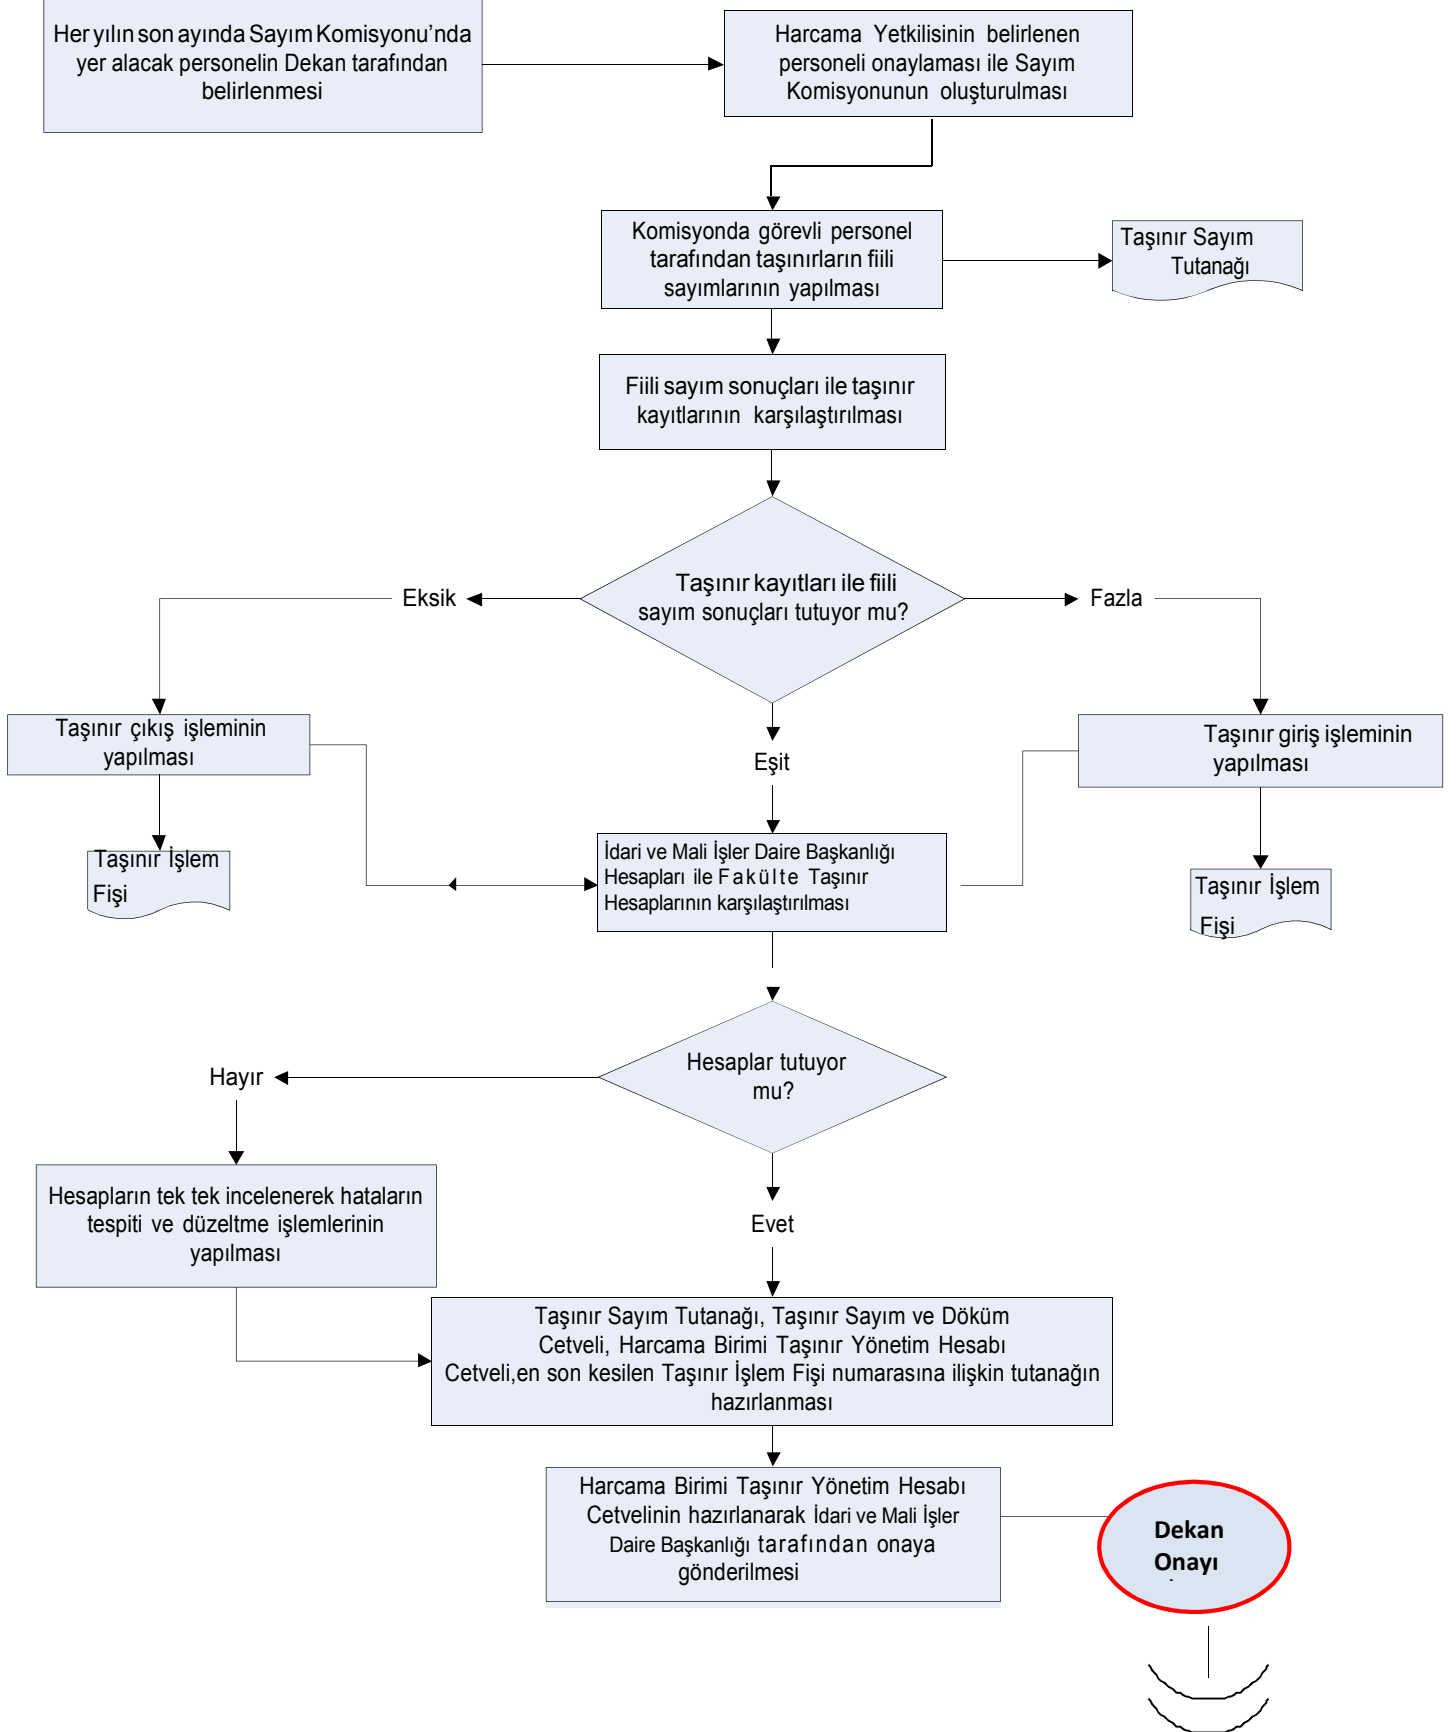 Her yılın son ayında Sayım Komisyonu’nda
yer alacak personelin Dekan tarafından
belirlenmesi
Harcama Yetkilisinin belirlenen
personeli onaylaması ile Sayım
Komisyonunun oluşturulması
Komisyonda görevli personel
tarafından taşınırların fiili
sayımlarının yapılması
Taşınır Sayım
Tutanağı
Fiili sayım sonuçları ile taşınır
kayıtlarının karşılaştırılması
Taşınır kayıtları ile fiili
sayım sonuçları tutuyor mu?
Eksik
Fazla
Taşınır çıkış işleminin
yapılması
Eşit
Taşınır giriş işleminin
yapılması
Taşınır İşlem
Fişi
İdari ve Mali İşler Daire Başkanlığı
Hesapları ile Fakülte Taşınır
Hesaplarının karşılaştırılması
Taşınır İşlem
Fişi
Hesaplar tutuyor
mu?
Hayır
Hesapların tek tek incelenerek hataların
tespiti ve düzeltme işlemlerinin
yapılması
Evet
Taşınır Sayım Tutanağı, Taşınır Sayım ve Döküm
Cetveli, Harcama Birimi Taşınır Yönetim Hesabı
Cetveli,en son kesilen Taşınır İşlem Fişi numarasına ilişkin tutanağın
hazırlanması
Harcama Birimi Taşınır Yönetim Hesabı
Cetvelinin hazırlanarak İdari ve Mali İşler
Daire Başkanlığı tarafından onaya
gönderilmesi
Dekan
Onayı